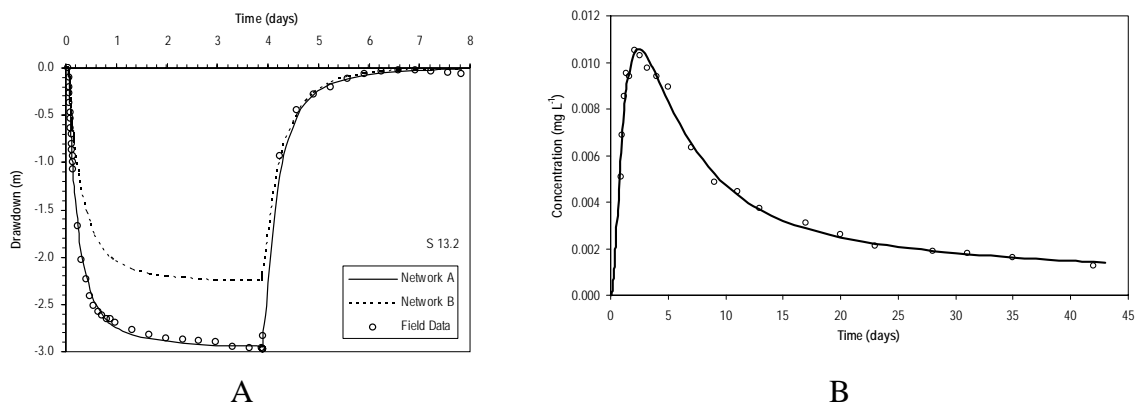 Time (days)
0 1 2 3 4 5 6 7 8
0.0
-0.5
-1.0
-1.5
-2.0
-2.5
-3.0
Drawdown (m)
S 13.2
Network A
Network B
Field Data
A
0.012
0.010
0.008
0.006
0.004
0.002
0.000
Concentration (mg L-1)
0 5 10 15 20 25 30 35 40 45
Time (days)
B